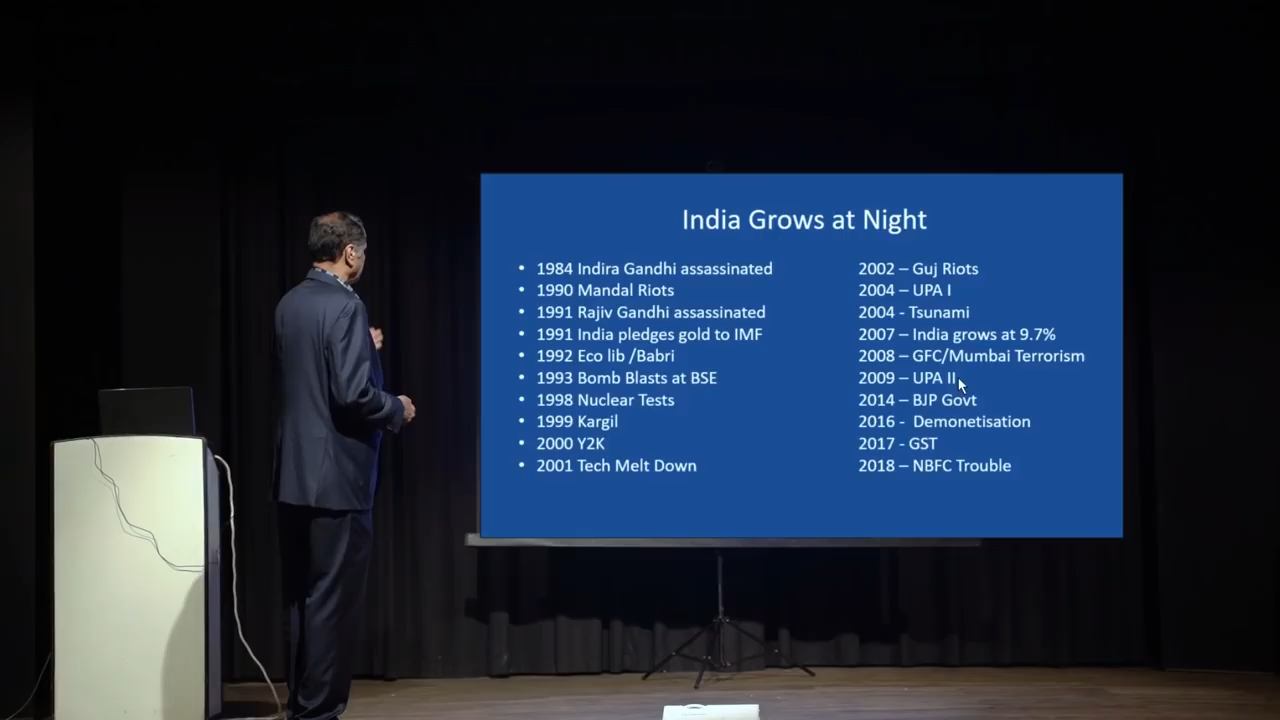 India Grows at Night
• 1984 Indira Gandhi assassinated
• 1990 Mandal Riots
• 1991 Rajiv Gandhi assassinated
• 1991 India pledges gold to IMF
• 1992 Eco lib /Babri
• 1993 Bomb Blasts at BSE
• 1998 Nuclear Tests
• 1999 Kargil
• 2000 Y2K
• 2001 Tech Melt Down
2002 – Guj Riots
2004 – UPA I
2004 - Tsunami
2007 – India grows at 9.7%
2008 – GFC/Mumbai Terrorism
2009 – UPA II
2014 – BJP Govt
2016 - Demonetisation
2017 - GST
2018 – NBFC Trouble